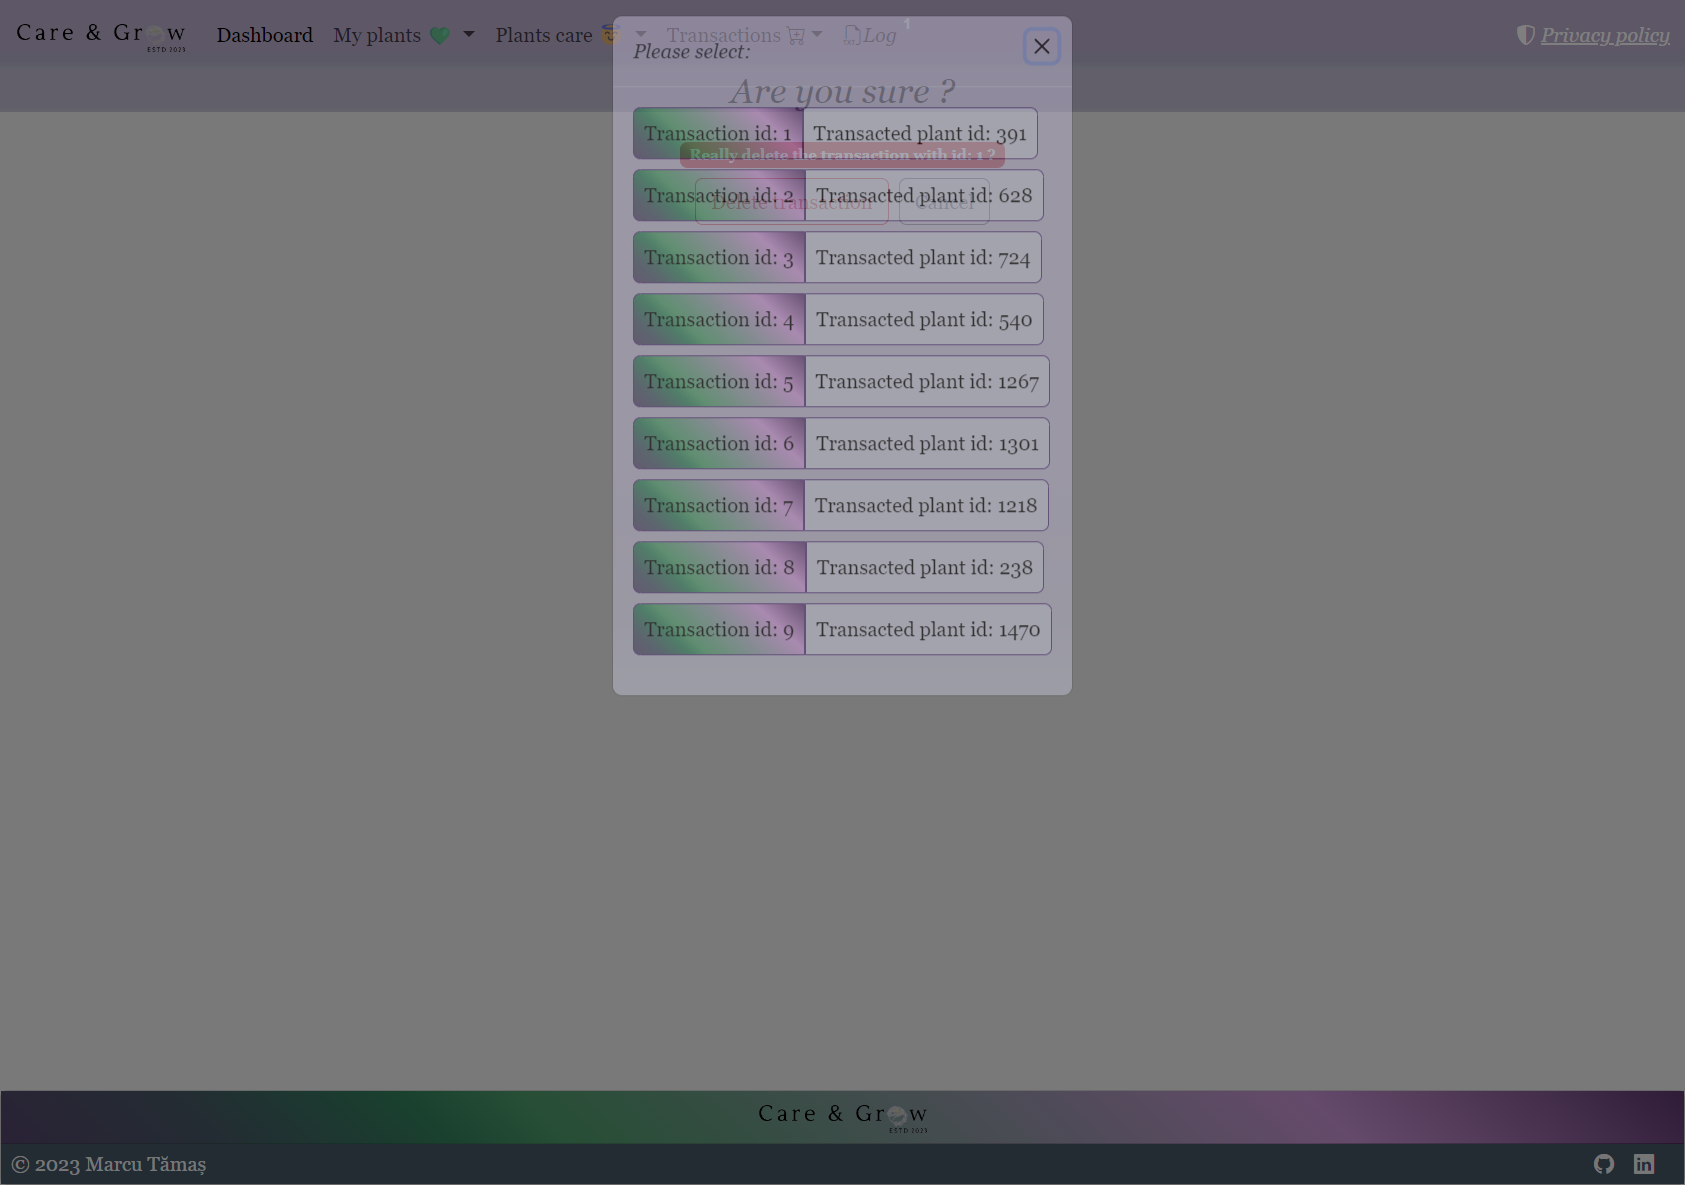 Care & Grow
ESTD 2023
Dashboard
My plants
Plants care
Transactions
Log
1
Privacy policy
Please select:
Are you sure ?
Transaction id: 1 Transacted plant id: 391
Really delete the transaction with id: 1 ?
Transaction id: 2 Transacted plant id: 628
Delete transaction Cancel
Transaction id: 3 Transacted plant id: 724
Transaction id: 4 Transacted plant id: 540
Transaction id: 5 Transacted plant id: 1267
Transaction id: 6 Transacted plant id: 1301
Transaction id: 7 Transacted plant id: 1218
Transaction id: 8 Transacted plant id: 238
Transaction id: 9 Transacted plant id: 1470
Care & Grow
ESTD 2023
© 2023 Marcu Tămaș